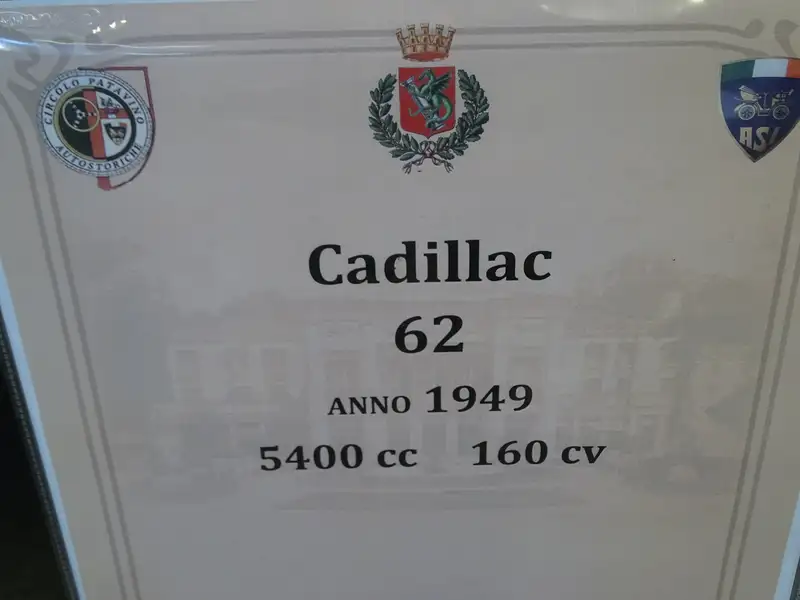 CIRCOLO PATAVINO
AUTOSTORICHE
ASI
Cadillac
62
ANNO 1949
5400 cc 160 cv